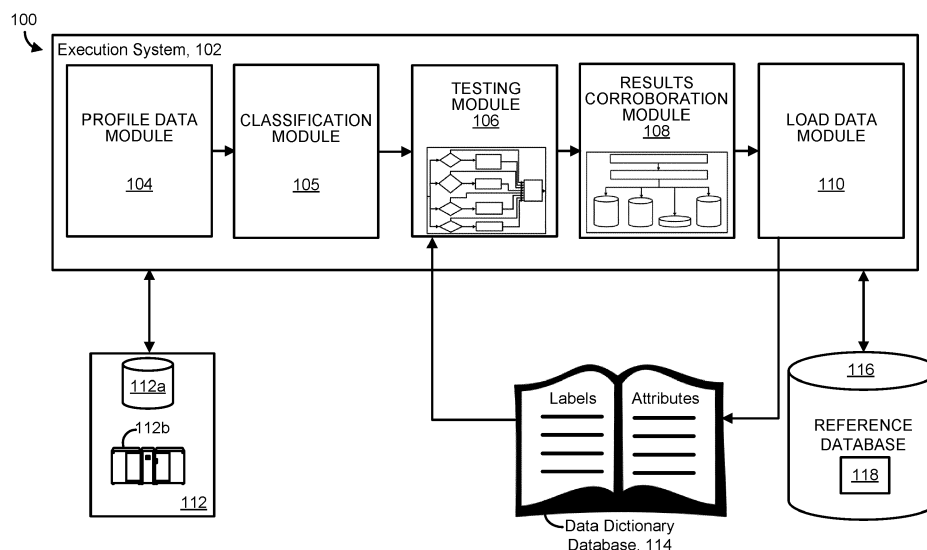 100
Execution System, 102
PROFILE DATA
MODULE
104
CLASSIFICATION
MODULE
105
TESTING
MODULE
106
RESULTS
CORROBORATION
MODULE
108
LOAD DATA
MODULE
110
112a
112b
112
Labels
Attributes
Data Dictionary
Database, 114
116
REFERENCE
DATABASE
118